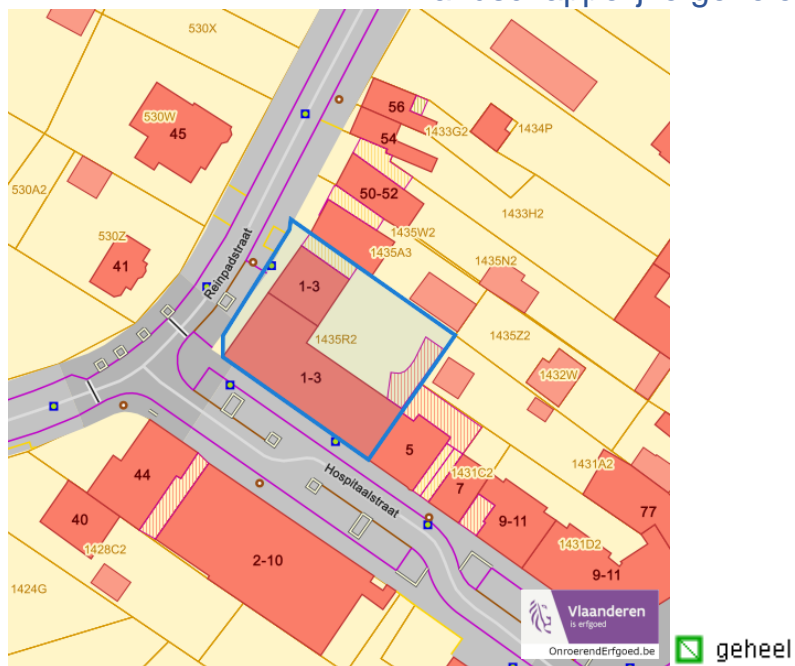 530X
56
1434P
530W
1433G2
45
54
530A2
50-52
1433H2
530Z
1435W2
Reinpadstraat
1435A3
1435N2
41
1-3
1435R2
1435Z2
1432W
1-3
5
1431A2
44
Hospitaalstraat
1431C2
7
77
40
9-11
1428C2
1431D2
2-10
9-11
1424G
Vlaanderen
is erfgoed
OnroerendErfgoed.be
geheel